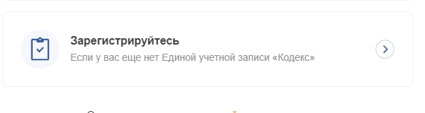 Зарегистрируйтесь
Если у вас еще нет Единой учетной записи «Кодекс»